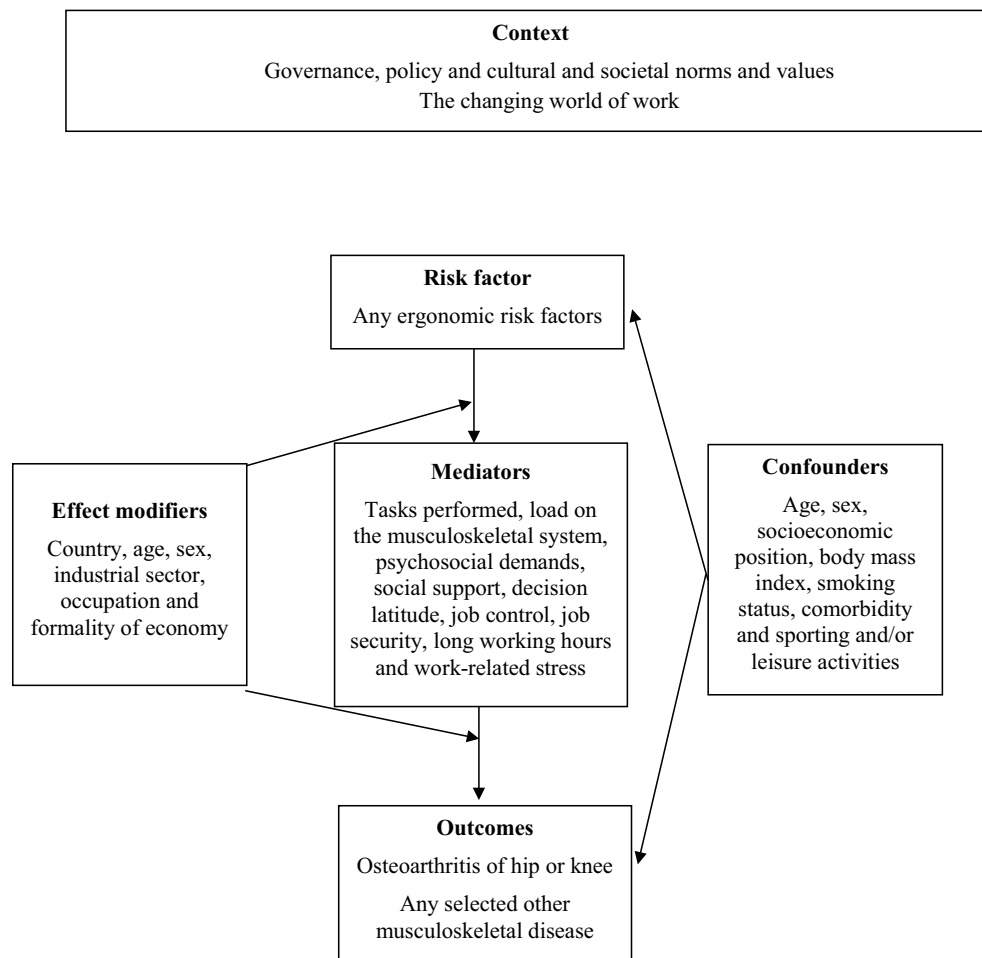 Context
Governance, policy and cultural and societal norms and values
The changing world of work
Risk factor
Any ergonomic risk factors
Effect modifiers
Country, age, sex,
industrial sector,
occupation and
formality of economy
Mediators
Tasks performed, load on
the musculoskeletal system,
psychosocial demands,
social support, decision
latitude, job control, job
security, long working hours
and work-related stress
Confounders
Age, sex,
socioeconomic
position, body mass
index, smoking
status, comorbidity
and sporting and/or
leisure activities
Outcomes
Osteoarthritis of hip or knee
Any selected other
musculoskeletal disease